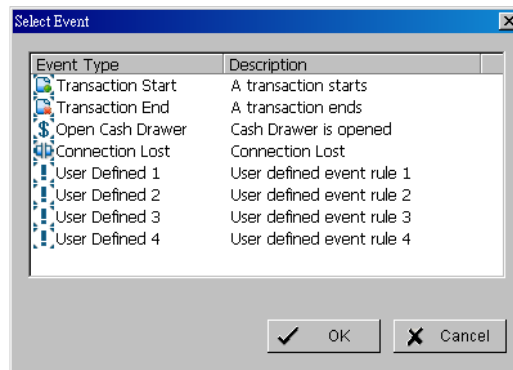 Select Event
Event Type Description
Transaction Start A transaction starts
Transaction End A transaction ends
Open Cash Drawer Cash Drawer is opened
Connection Lost Connection Lost
User Defined 1 User defined event rule 1
User Defined 2 User defined event rule 2
User Defined 3 User defined event rule 3
User Defined 4 User defined event rule 4
OK Cancel